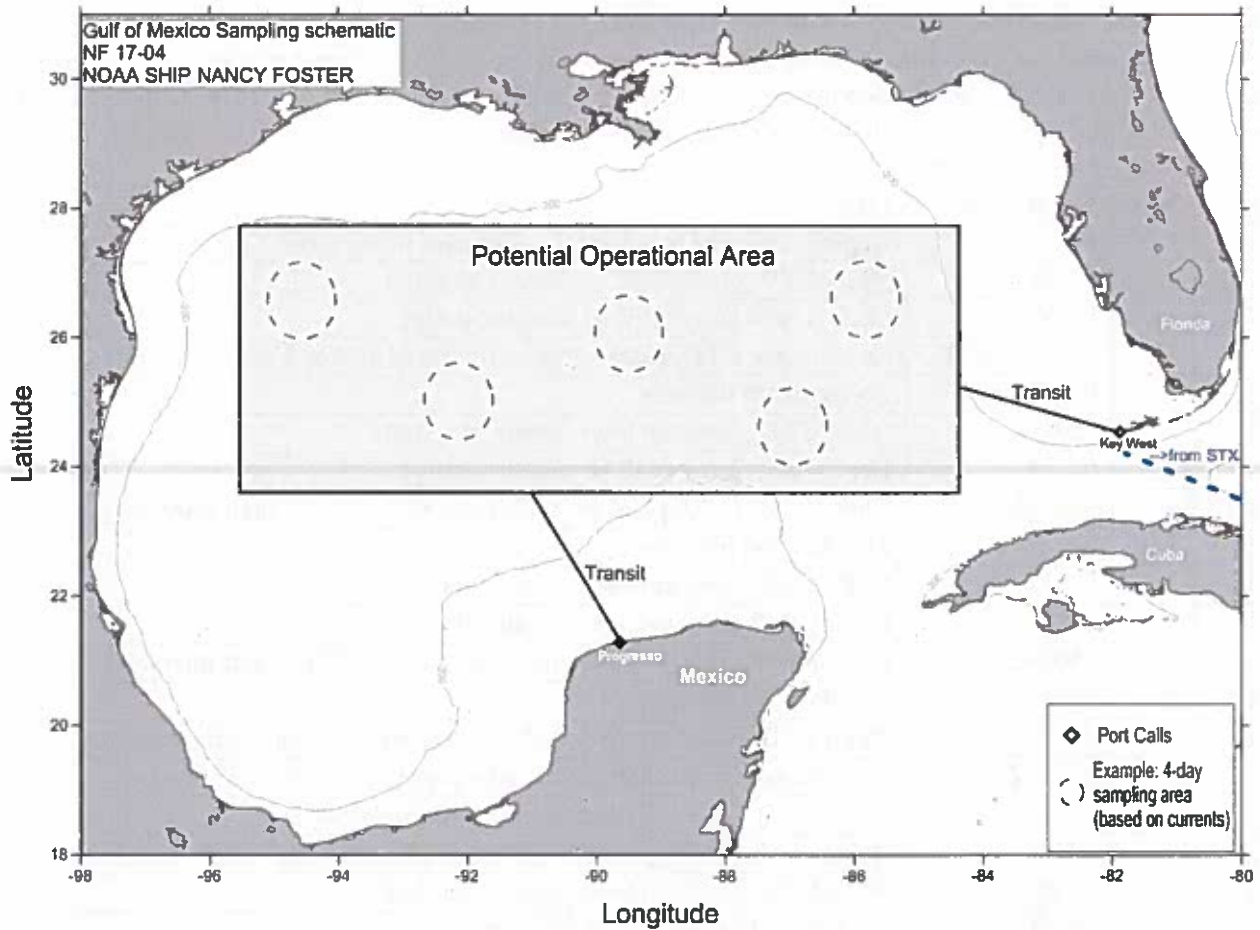 Gulf of Mexico Sampling schematic
NF 17-04
NOAA SHIP NANCY FOSTER
30
28
26
24
22
20
18
Latitude
Potential Operational Area
Florida
Transit
Key West
-->from STX
Cuba
Transit
Progreso
Mexico
Port Calls
Example: 4-day
sampling area
(based on currents)
-98
-96
-94
-92
-90
-88
-86
-84
-82
-80
Longitude